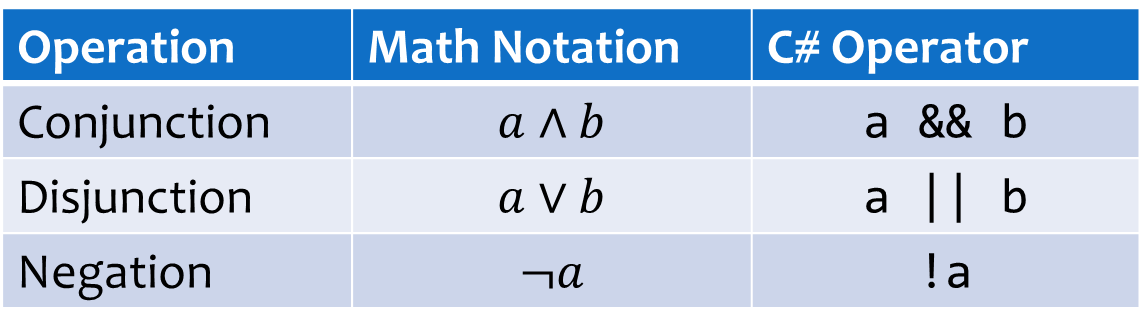 Operation Math Notation C# Operator
Conjunction 𝑎 ∧ 𝑏 a && b
Disjunction 𝑎 ∨ 𝑏 a || b
Negation ¬𝑎 !a